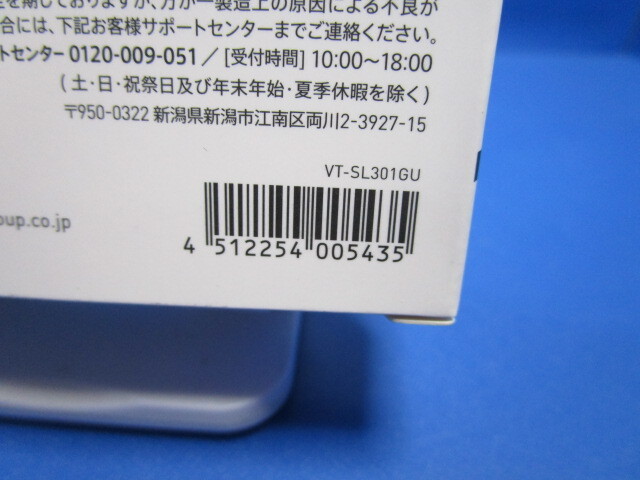 を期しておりますが、万が一製造上の原因による不良が
合には、下記お客様サポートセンターまでご連絡ください。
トセンター 0120-009-051／[受付時間] 10:00〜18:00
(土・日・祝祭日及び年末年始・夏季休暇を除く)
〒950-0322 新潟県新潟市江南区両川2-3927-15
VT-SL301GU
oup.co.jp
4 512254 005435